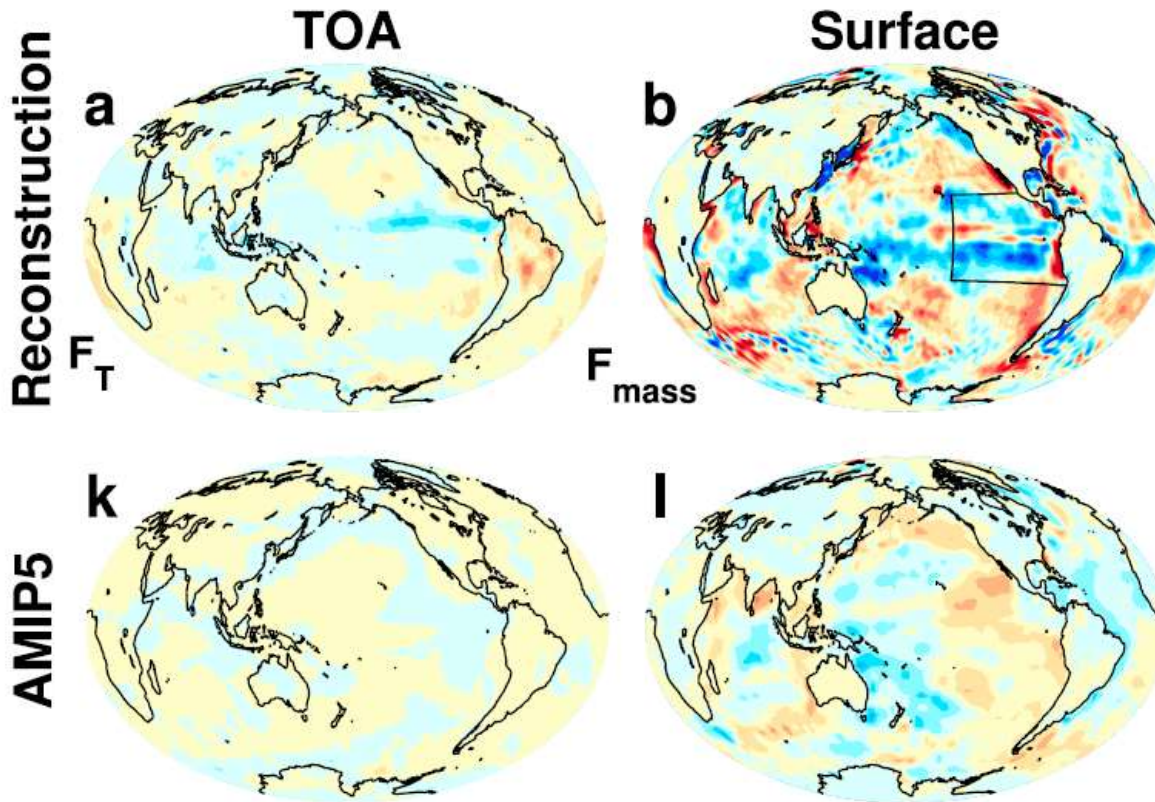 TOA
Surface
Reconstruction
a
b
F_T
F_mass
AMIP5
k
l